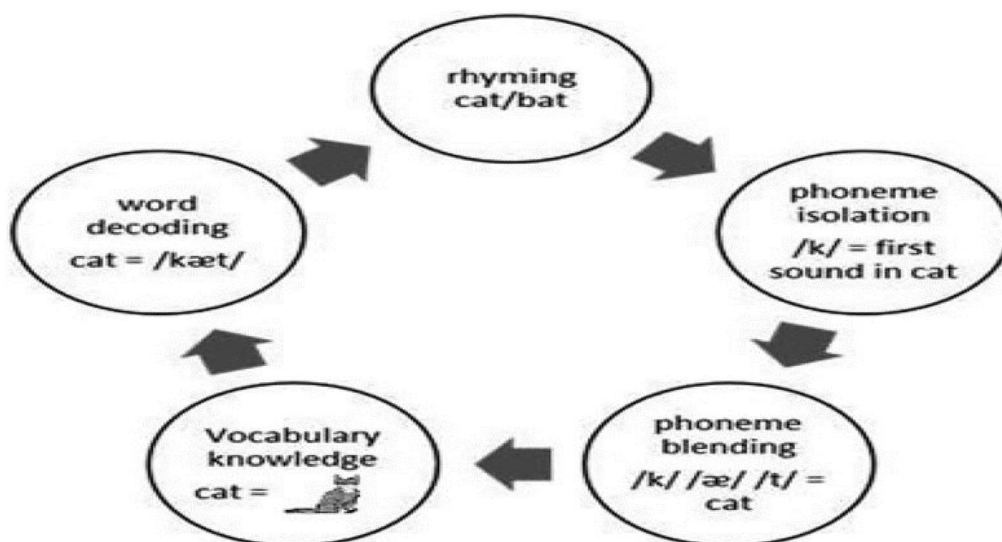 rhyming
cat/bat
phoneme
isolation
/k/ = first
sound in cat
phoneme
blending
/k/ /æ/ /t/ =
cat
Vocabulary
knowledge
cat =
word
decoding
cat = /kæt/